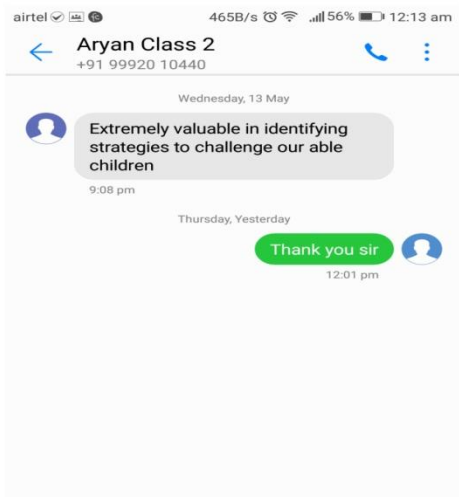 airtel 465B/s 56% 12:13 am
Aryan Class 2
+91 99920 10440
Wednesday, 13 May
Extremely valuable in identifying
strategies to challenge our able
children
9:08 pm
Thursday, Yesterday
Thank you sir
12:01 pm